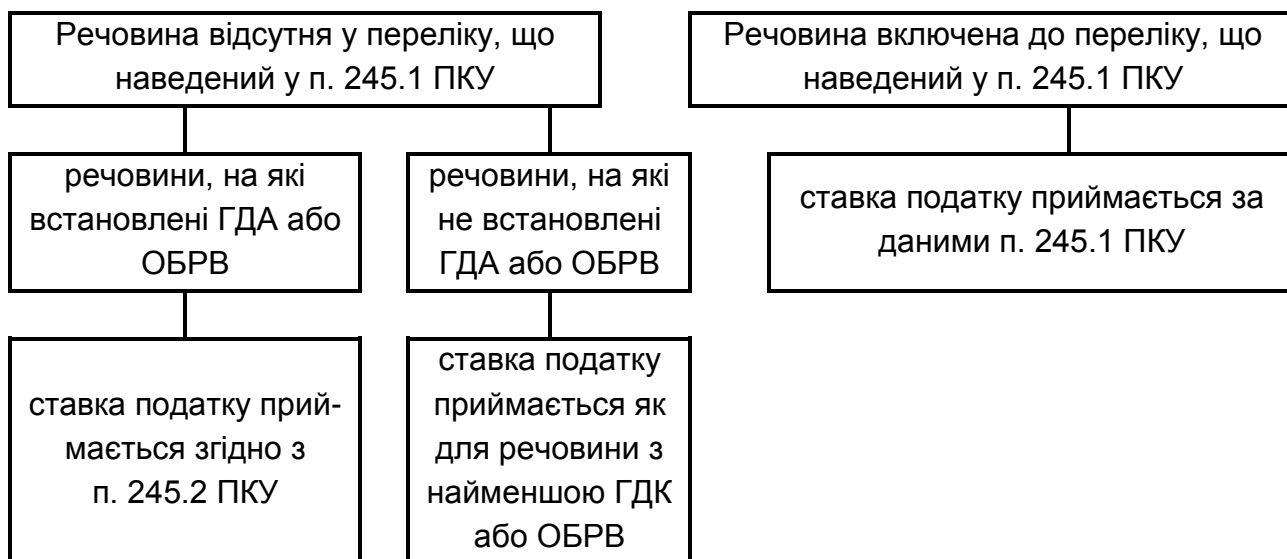 Речовина відсутня у переліку, що
наведений у п. 245.1 ПКУ
Речовина включена до переліку, що
наведений у п. 245.1 ПКУ
речовини, на які
встановлені ГДА або
ОБРВ
речовини, на які
не встановлені
ГДА або ОБРВ
ставка податку приймається за
даними п. 245.1 ПКУ
ставка податку прий-
мається згідно з
п. 245.2 ПКУ
ставка податку
приймається як
для речовини з
найменшою ГДК
або ОБРВ